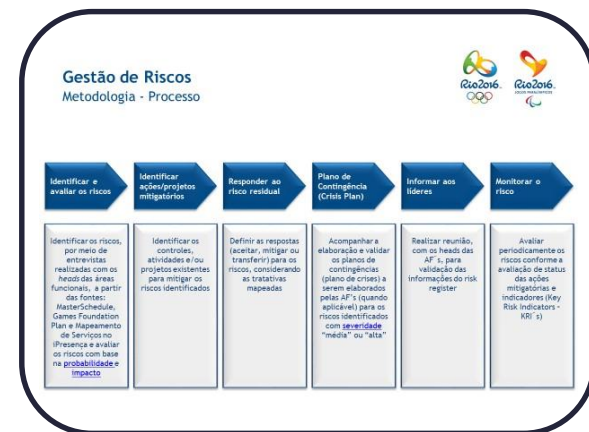 Gestão de Riscos
Metodologia - Processo
Rio2016
Rio2016
JOGOS PARALÍMPICOS
Identificar e
avaliar os riscos
Identificar
ações/projetos
mitigatórios
Responder ao
risco residual
Plano de
Contingência
(Crisis Plan)
Informar aos
líderes
Monitorar o
risco
Identificar os riscos,
por meio de
entrevistas
realizadas com os
heads das áreas
funcionais, a partir
das fontes:
MasterSchedule,
Games Foundation
Plan e Mapeamento
de Serviços no
iPresença e avaliar
os riscos com base
na probabilidade e
impacto
Identificar os
controles,
atividades e/ou
projetos existentes
para mitigar os
riscos identificados
Definir as respostas
(aceitar, mitigar ou
transferir) para os
riscos, considerando
as tratativas
mapeadas
Acompanhar a
elaboração e validar
os planos de
contingências
(plano de crises) a
serem elaborados
pelas AF's (quando
aplicável) para os
riscos identificados
com severidade
"média" ou "alta"
Realizar reunião,
com os heads das
AF´s, para
validação das
informações do risk
register
Avaliar
periodicamente os
riscos conforme a
avaliação de status
das ações
mitigatórias e
indicadores (Key
Risk Indicators -
KRI´s)